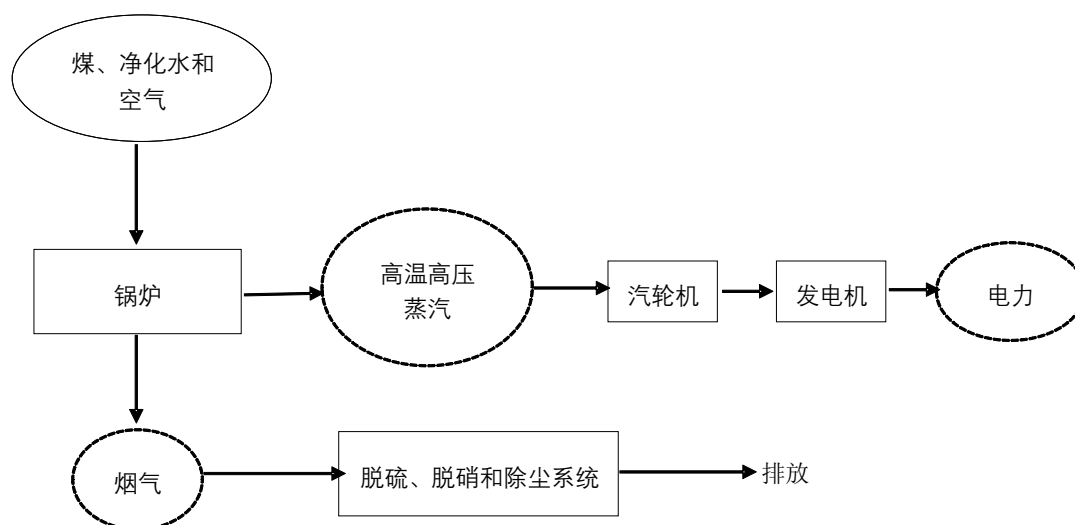 煤、净化水和
空气
锅炉
高温高压
蒸汽
汽轮机
发电机
电力
烟气
脱硫、脱硝和除尘系统
排放